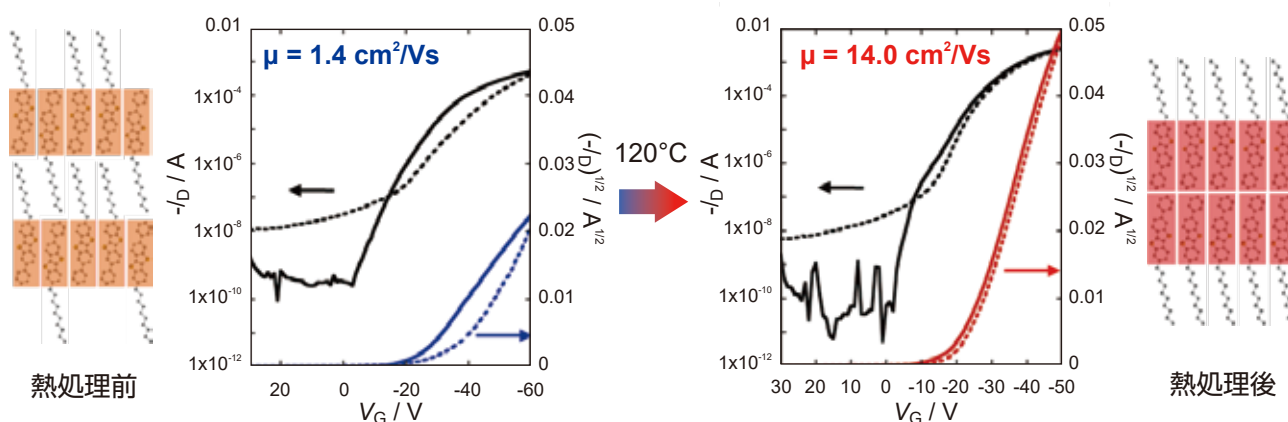 μ = 1.4 cm²/Vs
0.01
1x10⁻⁴
1x10⁻⁶
1x10⁻⁸
1x10⁻¹⁰
1x10⁻¹²
-I_D / A
20
0
-20
-40
-60
V_G / V
0.05
0.04
0.03
0.02
0.01
0
(-I_D)^1/2 / A^1/2
熱処理前
120°C
μ = 14.0 cm²/Vs
0.01
1x10⁻⁴
1x10⁻⁶
1x10⁻⁸
1x10⁻¹⁰
1x10⁻¹²
-I_D / A
30
20
10
0
-10
-20
-30
-40
-50
V_G / V
0.05
0.04
0.03
0.02
0.01
0
(-I_D)^1/2 / A^1/2
熱処理後